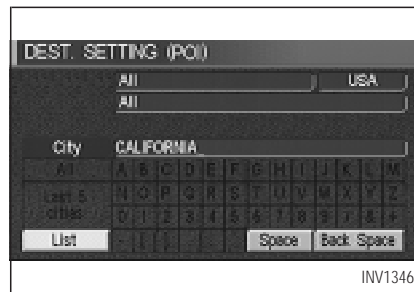 DEST. SETTING (POI)
All USA
All
City CALIFORNIA_
All A B C D E F G H I J K L M
Last 5 N O P Q R S T U V W X Y Z
cities 0 1 2 3 4 5 6 7 8 9 / & +
List Space Back Space
INV1346